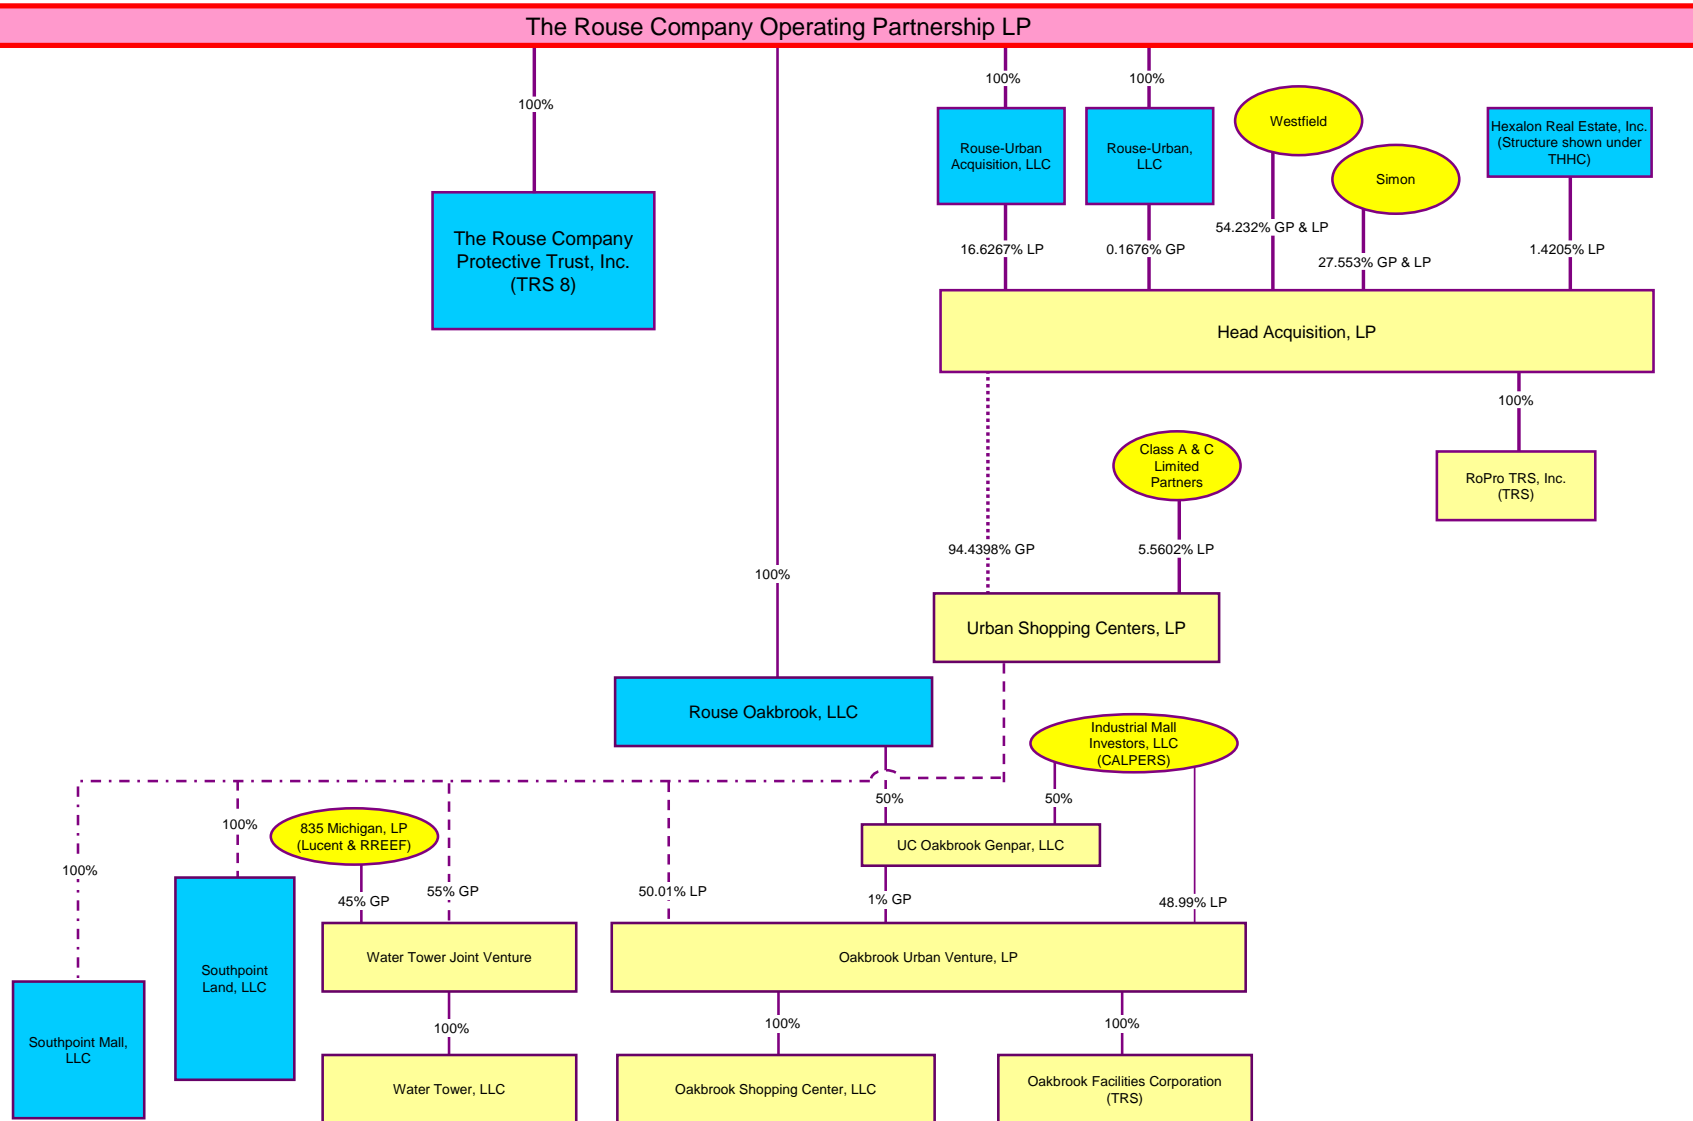 The Rouse Company Operating Partnership LP
100%
100%
100%
Rouse-Urban
Acquisition, LLC
Rouse-Urban,
LLC
Westfield
Simon
Hexalon Real Estate, Inc.
(Structure shown under
THHC)
The Rouse Company
Protective Trust, Inc.
(TRS 8)
16.6267% LP
0.1676% GP
54.232% GP & LP
27.553% GP & LP
1.4205% LP
Head Acquisition, LP
100%
Class A & C
Limited
Partners
RoPro TRS, Inc.
(TRS)
94.4398% GP
5.5602% LP
100%
Urban Shopping Centers, LP
Rouse Oakbrook, LLC
Industrial Mall
Investors, LLC
(CALPERS)
50%
50%
100%
835 Michigan, LP
(Lucent & RREEF)
UC Oakbrook Genpar, LLC
100%
45% GP
55% GP
50.01% LP
1% GP
48.99% LP
Southpoint
Land, LLC
Water Tower Joint Venture
Oakbrook Urban Venture, LP
100%
100%
100%
Southpoint Mall,
LLC
Water Tower, LLC
Oakbrook Shopping Center, LLC
Oakbrook Facilities Corporation
(TRS)